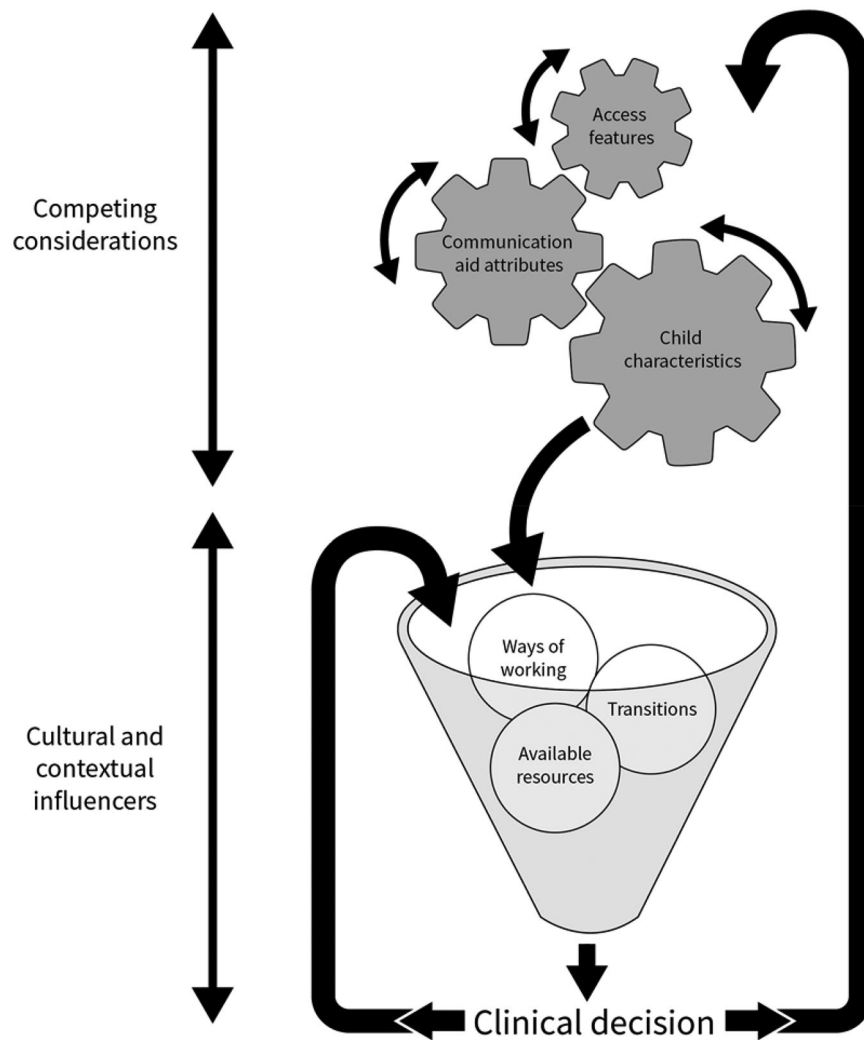 Access
features
Communication
aid attributes
Child
characteristics
Competing
considerations
Ways of
working
Transitions
Available
resources
Cultural and
contextual
influencers
Clinical decision